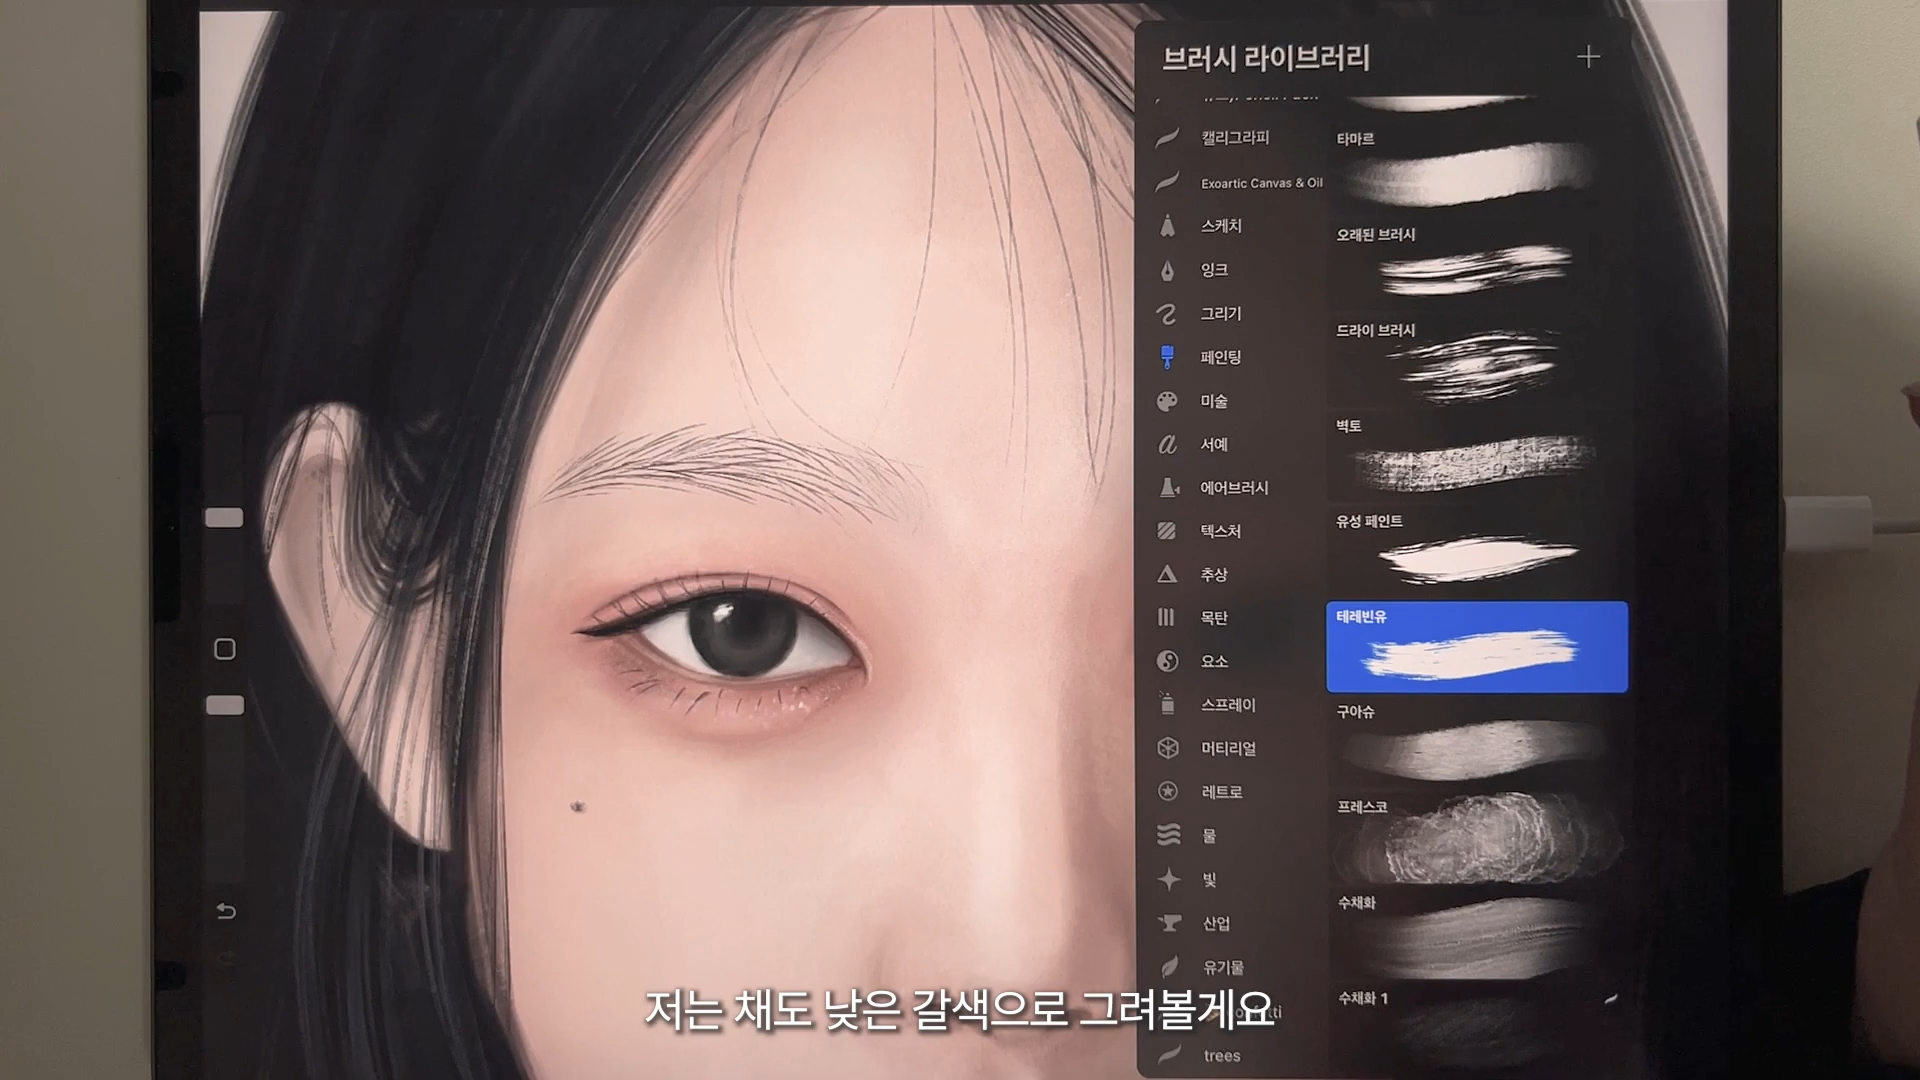 브러시 라이브러리
캘리그라피
Exoartic Canvas & Oil
스케치
잉크
그리기
페인팅
미술
서예
에어브러시
텍스처
추상
목탄
요소
스프레이
머티리얼
레트로
물
빛
산업
유기물
trees
타마르
오래된 브러시
드라이 브러시
벽토
유성 페인트
테레빈유
구아슈
프레스코
수채화
수채화 1
저는 채도 낮은 갈색으로 그려볼게요